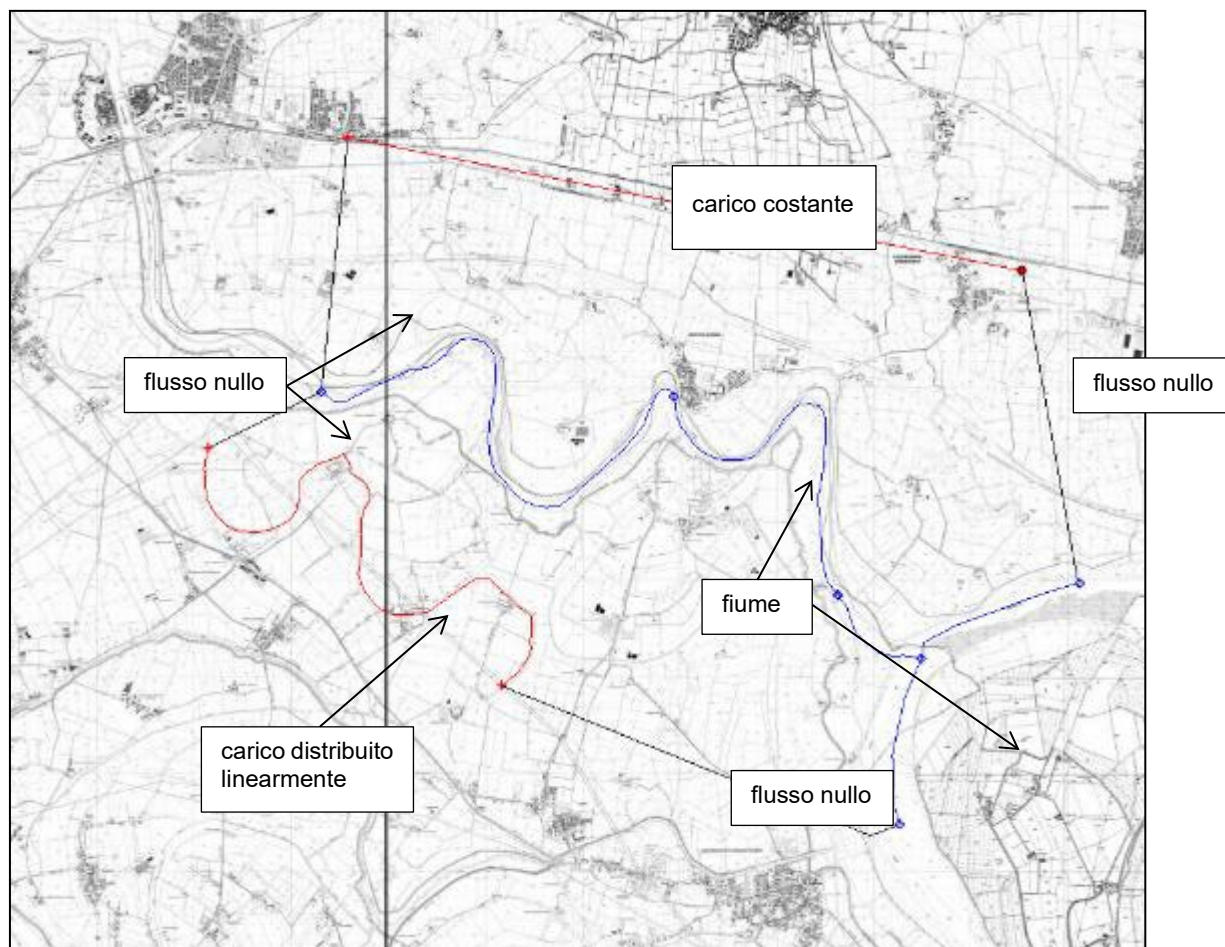 carico costante
flusso nullo
flusso nullo
fiume
carico distribuito
linearmente
flusso nullo